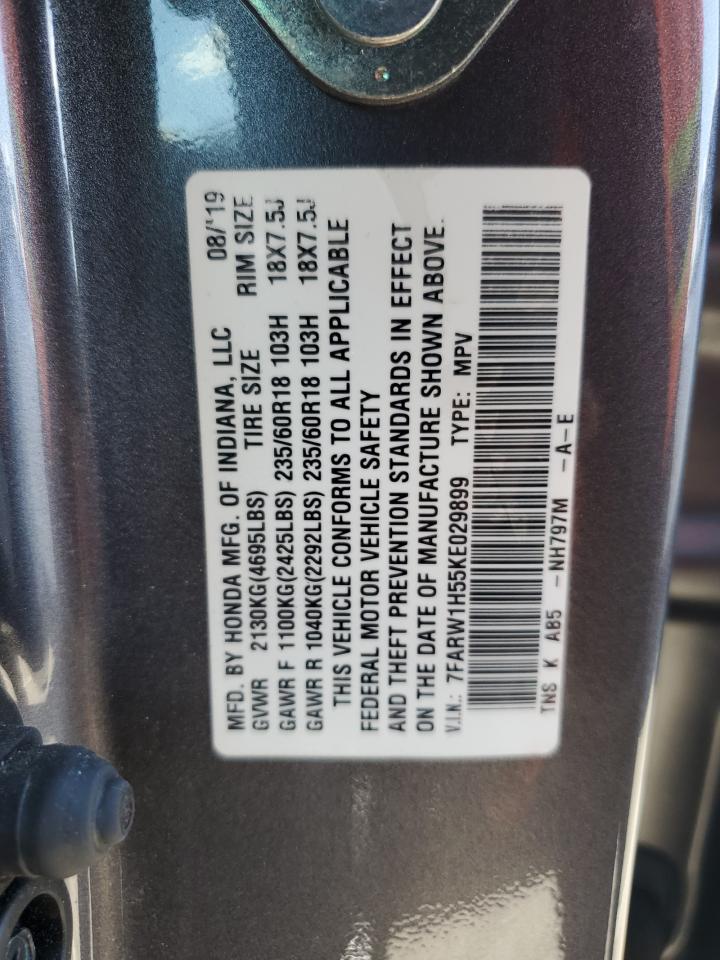 MFD. BY HONDA MFG. OF INDIANA, LLC 08/'19
GVWR 2130KG(4695LBS) TIRE SIZE RIM SIZE
GAWR F 1100KG(2425LBS) 235/60R18 103H 18X7.5J
GAWR R 1040KG(2292LBS) 235/60R18 103H 18X7.5J
THIS VEHICLE CONFORMS TO ALL APPLICABLE
FEDERAL MOTOR VEHICLE SAFETY
AND THEFT PREVENTION STANDARDS IN EFFECT
ON THE DATE OF MANUFACTURE SHOWN ABOVE.
V.I.N.: 7FARW1H55KE029899 TYPE: MPV
TNS K AB5 -NH797M -A-E